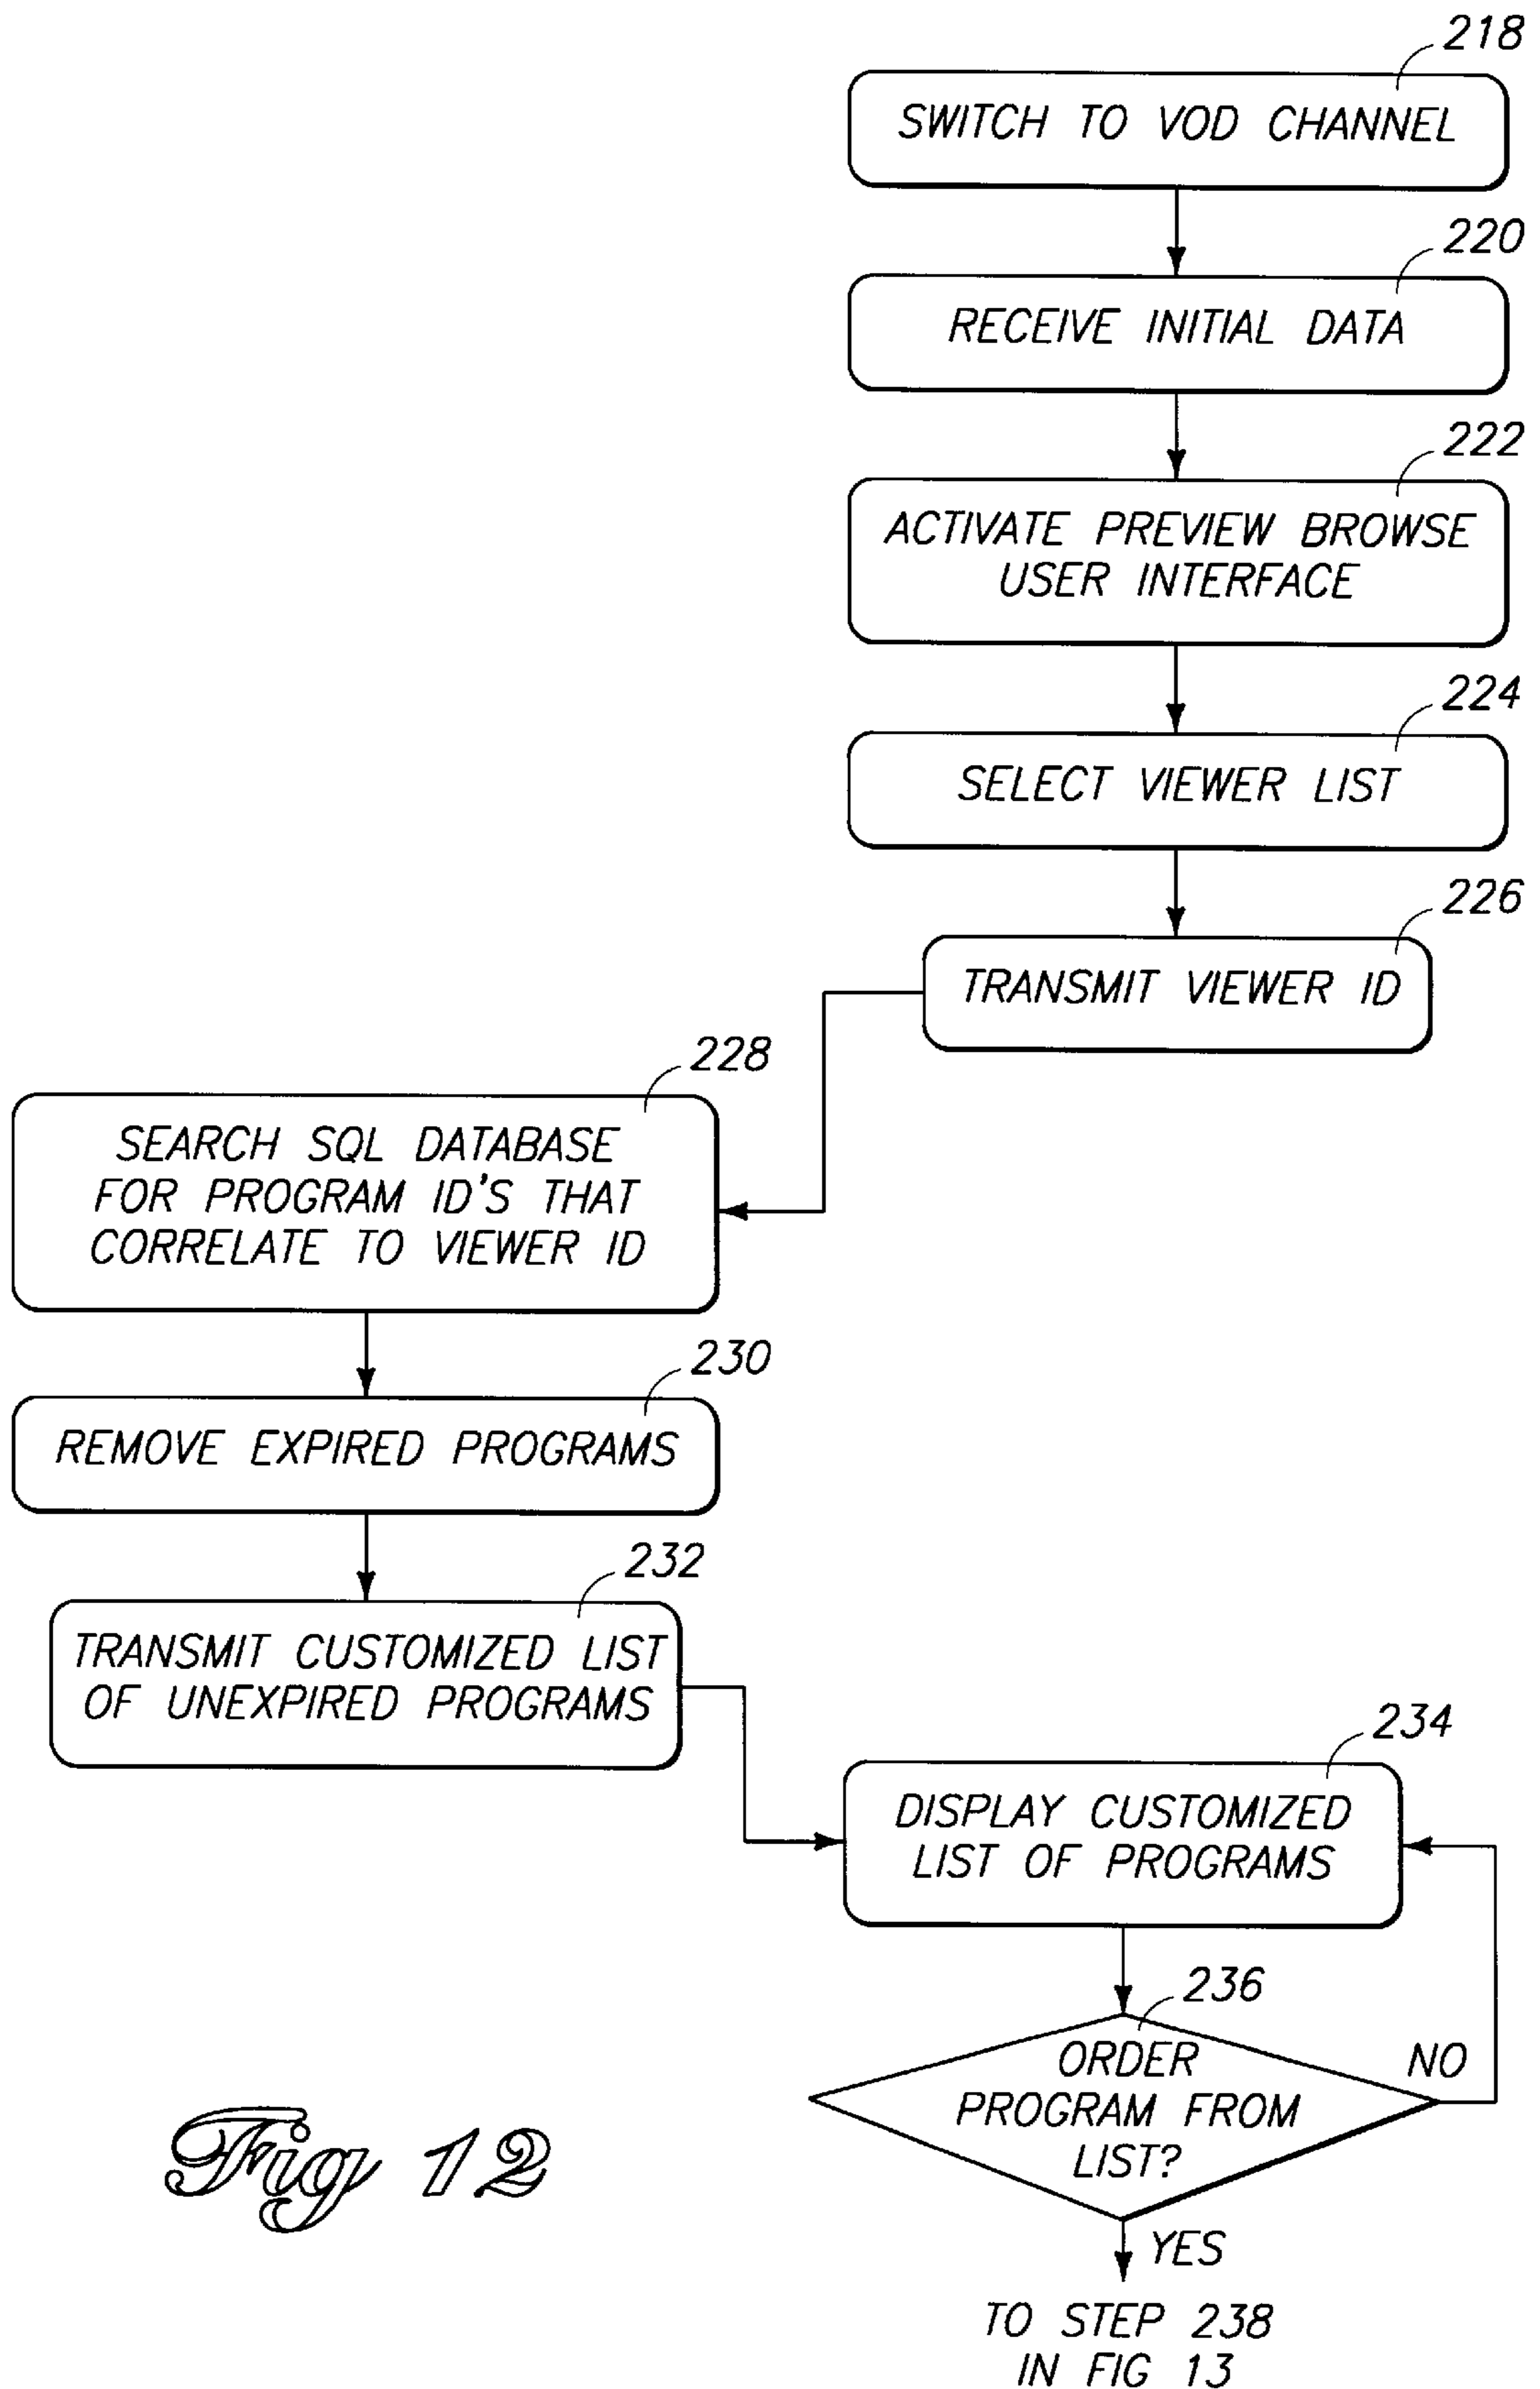 218
SWITCH TO VOD CHANNEL
220
RECEIVE INITIAL DATA
222
ACTIVATE PREVIEW BROWSE
USER INTERFACE
224
SELECT VIEWER LIST
226
TRANSMIT VIEWER ID
228
SEARCH SQL DATABASE
FOR PROGRAM ID'S THAT
CORRELATE TO VIEWER ID
230
REMOVE EXPIRED PROGRAMS
232
TRANSMIT CUSTOMIZED LIST
OF UNEXPIRED PROGRAMS
234
DISPLAY CUSTOMIZED
LIST OF PROGRAMS
236
ORDER
PROGRAM FROM
LIST?
NO
YES
TO STEP 238
IN FIG 13
Fig 12